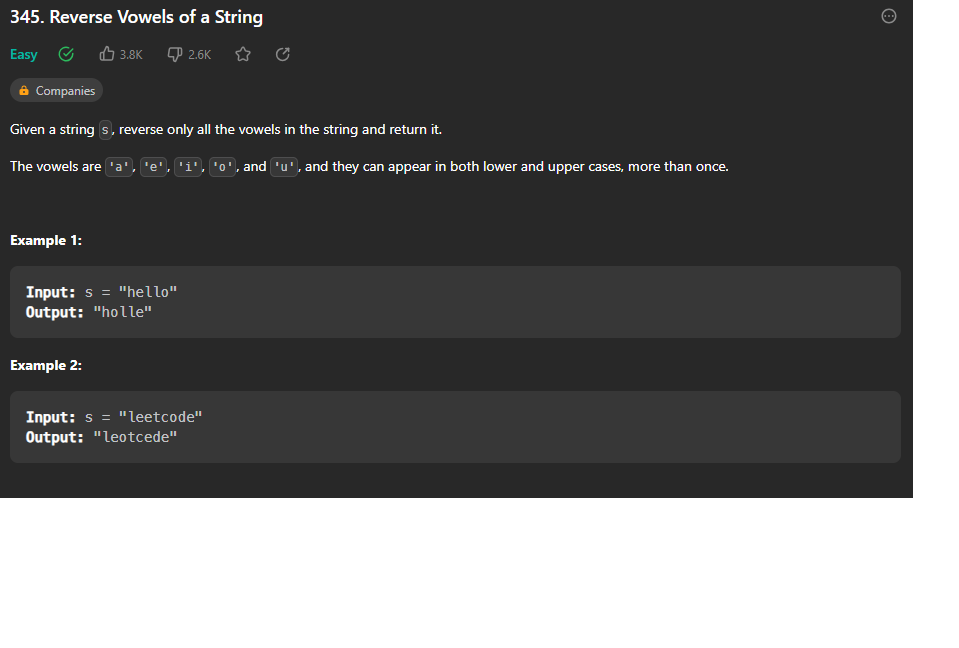 345. Reverse Vowels of a String
Easy 3.8K 2.6K
Companies
Given a string s, reverse only all the vowels in the string and return it.
The vowels are 'a', 'e', 'i', 'o', and 'u', and they can appear in both lower and upper cases, more than once.
Example 1:
Input: s = "hello"
Output: "holle"
Example 2:
Input: s = "leetcode"
Output: "leotcede"